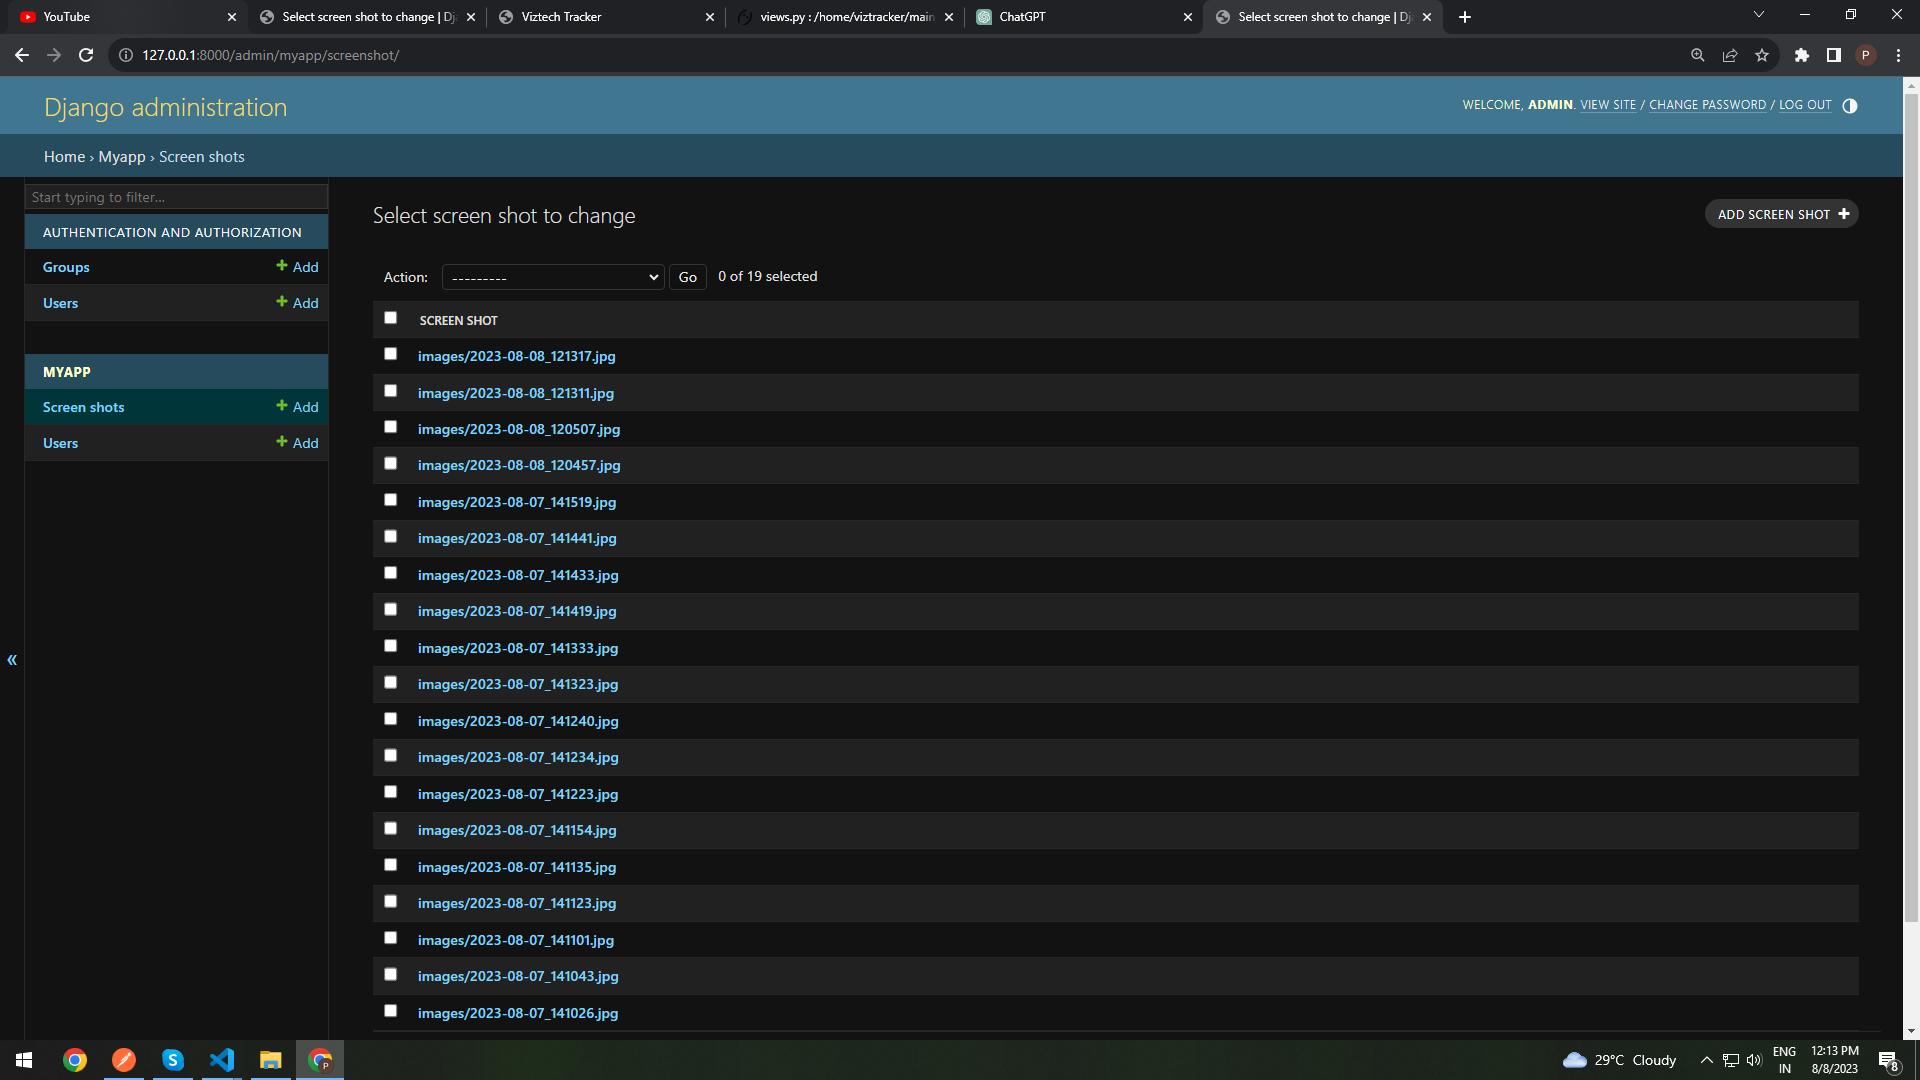 YouTube
Select screen shot to change | Dj
Viztech Tracker
views.py : /home/viztracker/main
ChatGPT
Select screen shot to change | Dj
127.0.0.1:8000/admin/myapp/screenshot/
P
Django administration
WELCOME, ADMIN. VIEW SITE / CHANGE PASSWORD / LOG OUT
Home › Myapp › Screen shots
Start typing to filter...
AUTHENTICATION AND AUTHORIZATION
Groups
Add
Users
Add
MYAPP
Screen shots
Add
Users
Add
«
Select screen shot to change
ADD SCREEN SHOT
Action:
---------
Go
0 of 19 selected
SCREEN SHOT
images/2023-08-08_121317.jpg
images/2023-08-08_121311.jpg
images/2023-08-08_120507.jpg
images/2023-08-08_120457.jpg
images/2023-08-07_141519.jpg
images/2023-08-07_141441.jpg
images/2023-08-07_141433.jpg
images/2023-08-07_141419.jpg
images/2023-08-07_141333.jpg
images/2023-08-07_141323.jpg
images/2023-08-07_141240.jpg
images/2023-08-07_141234.jpg
images/2023-08-07_141223.jpg
images/2023-08-07_141154.jpg
images/2023-08-07_141135.jpg
images/2023-08-07_141123.jpg
images/2023-08-07_141101.jpg
images/2023-08-07_141043.jpg
images/2023-08-07_141026.jpg
S
P
29°C Cloudy
ENG
IN
12:13 PM
8/8/2023
8